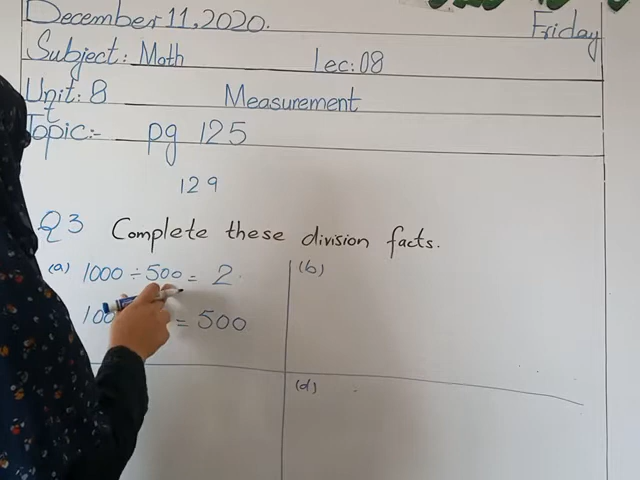 December 11, 2020. Friday
Subject: Math lec: 08
Unit: 8 Measurement
Topic:- pg 125
129
Q3 Complete these division facts.
(a) 1000 ÷ 500 = 2 (b)
= 500
(d)